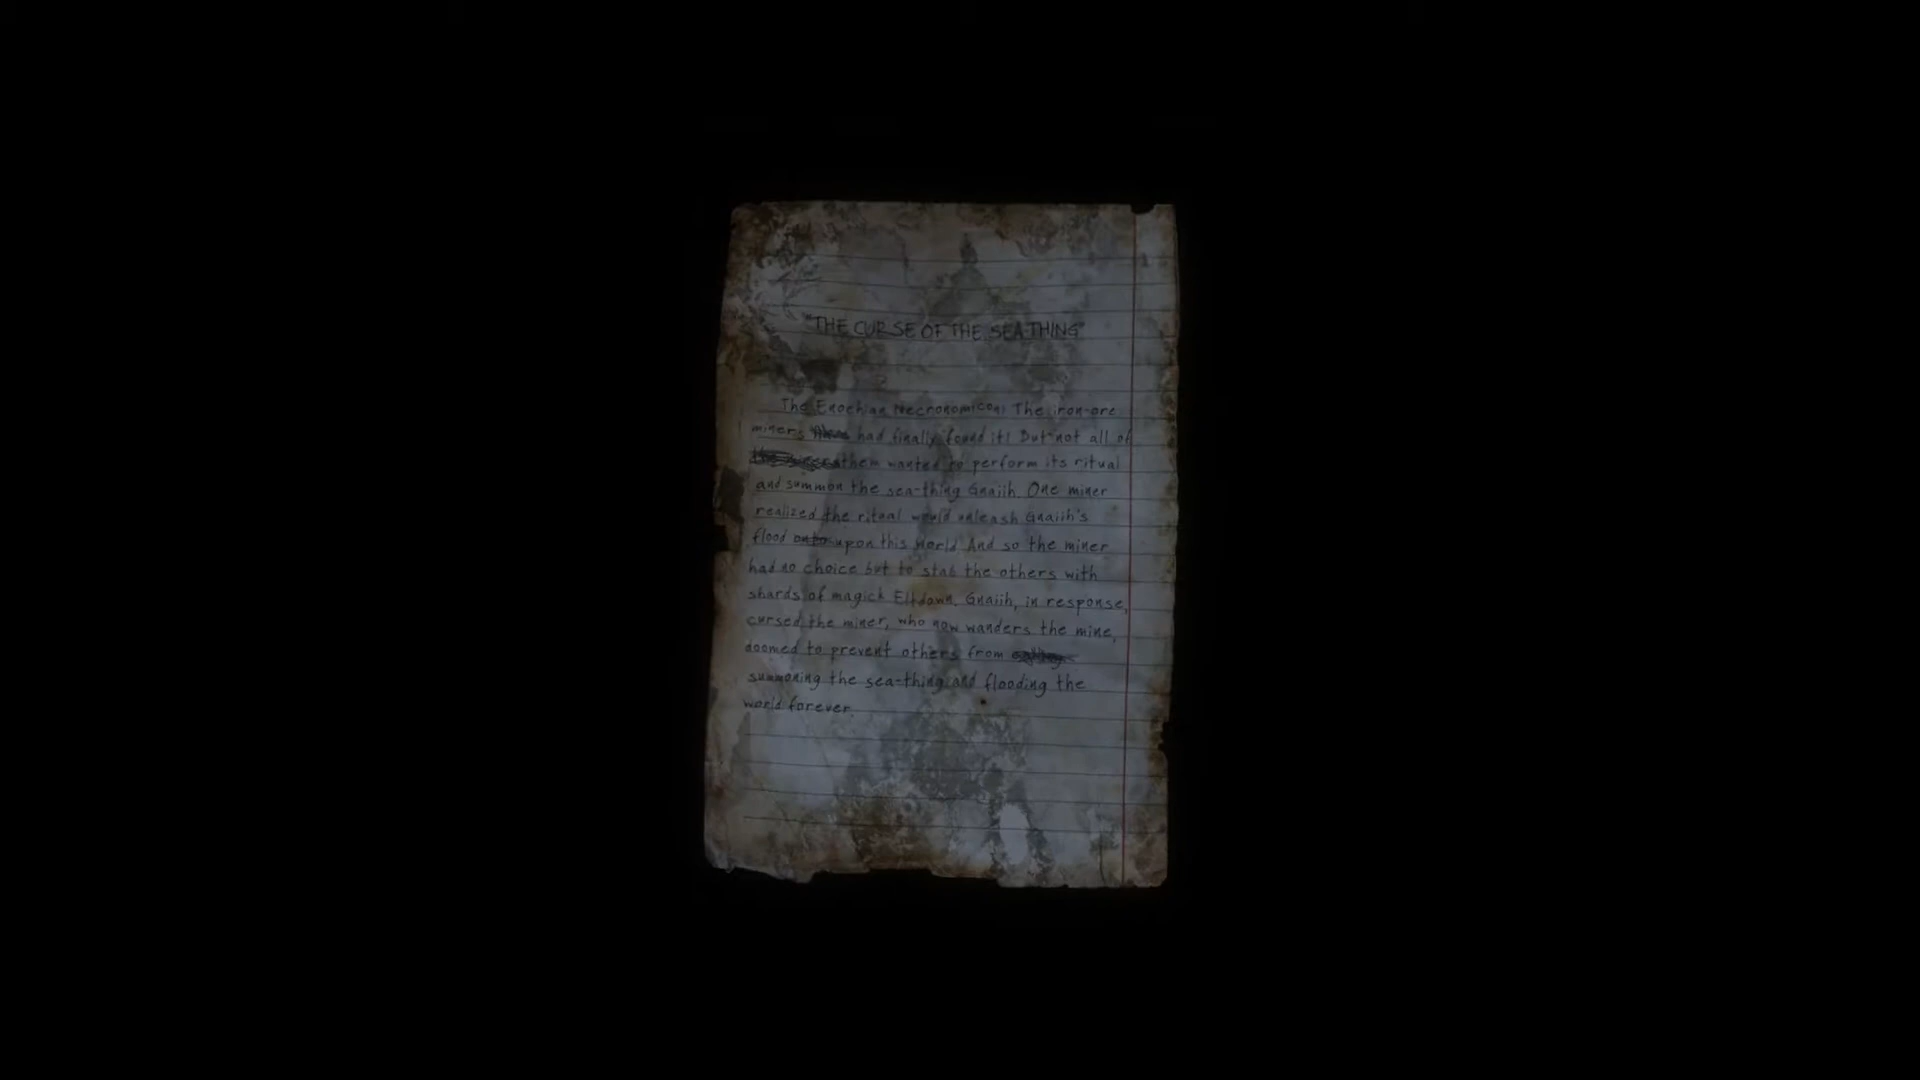 "THE CURSE OF THE SEA-THING"
The Enochian Necronomicon! The iron-ore
miners had finally found it! But not all of
them wanted to perform its ritual
and summon the sea-thing Gnaiih. One miner
realized the ritual would unleash Gnaiih's
flood onto upon this world. And so the miner
had no choice but to stab the others with
shards of magick Eltdown. Gnaiih, in response,
cursed the miner, who now wanders the mine,
doomed to prevent others from
summoning the sea-thing and flooding the
world forever.